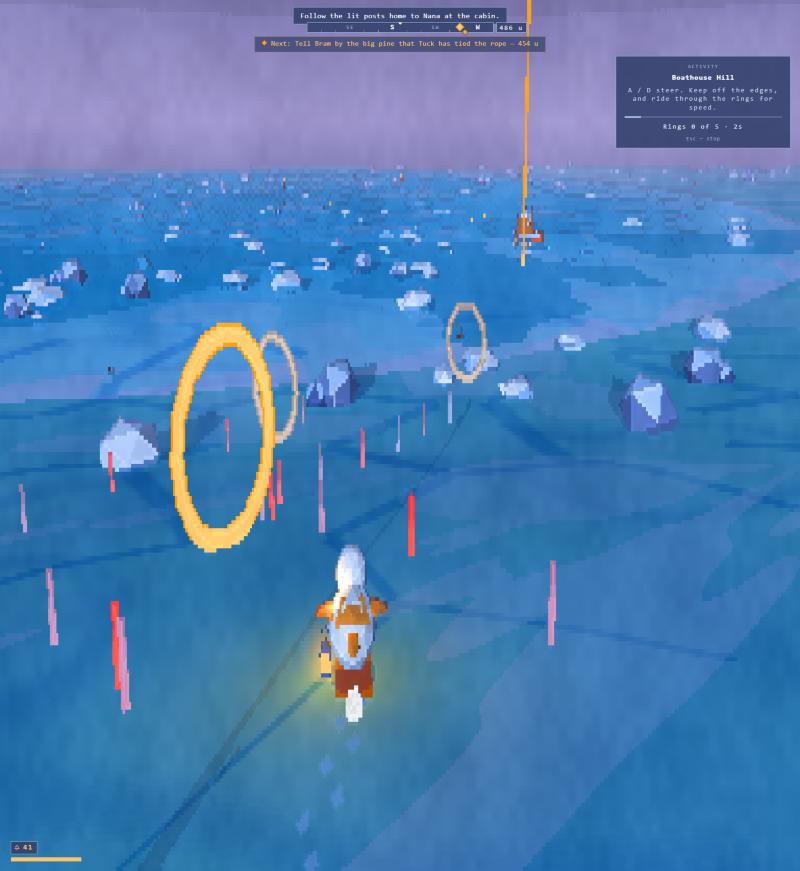 Follow the lit posts home to Nana at the cabin.
SE S SW W 486 u
◆ Next: Tell Bram by the big pine that Tuck has tied the rope — 454 u
ACTIVITY
Boathouse Hill
A / D steer. Keep off the edges,
and ride through the rings for
speed.
Rings 0 of 5 · 2s
Esc — stop
41